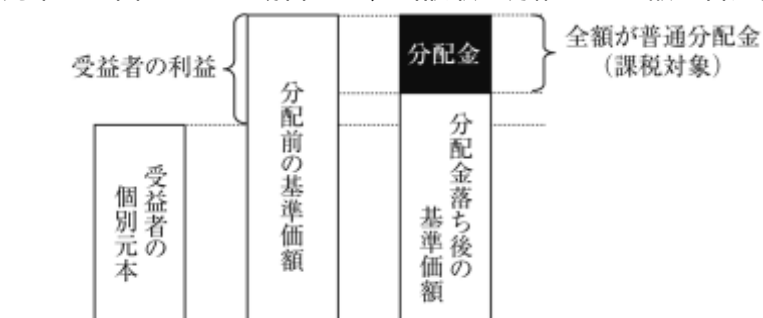 受益者の利益
分配金
全額が普通分配金
(課税対象)
受益者の
個別元本
分配前の基準価額
分配金落ち後の
基準価額